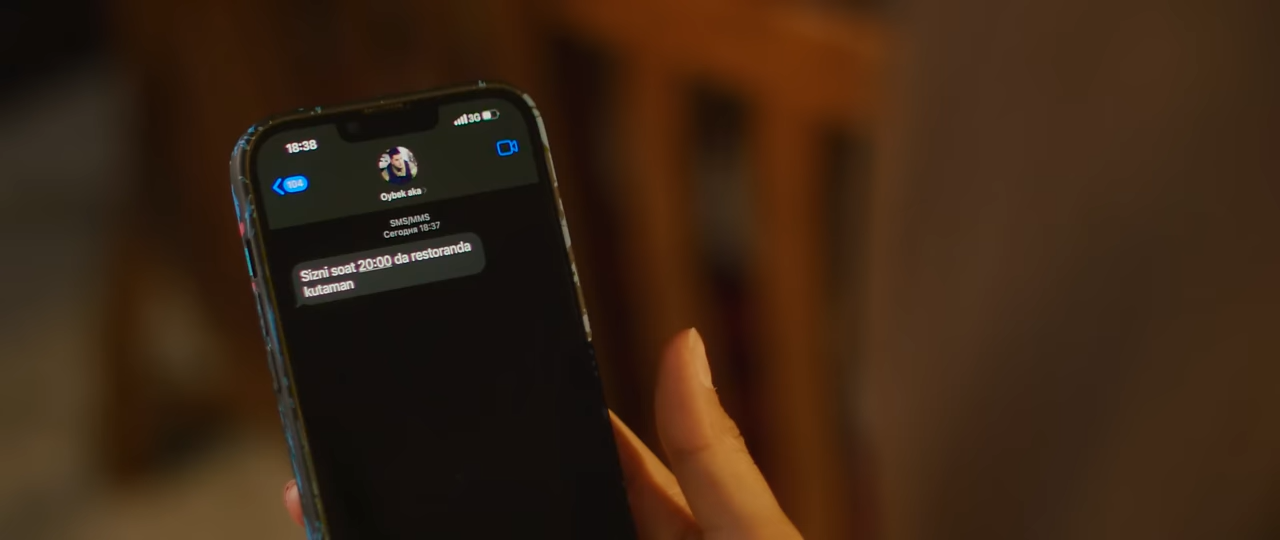 18:38
3G
104
Oybek aka
SMS/MMS
Сегодня 18:37
Sizni soat 20:00 da restoranda
kutaman